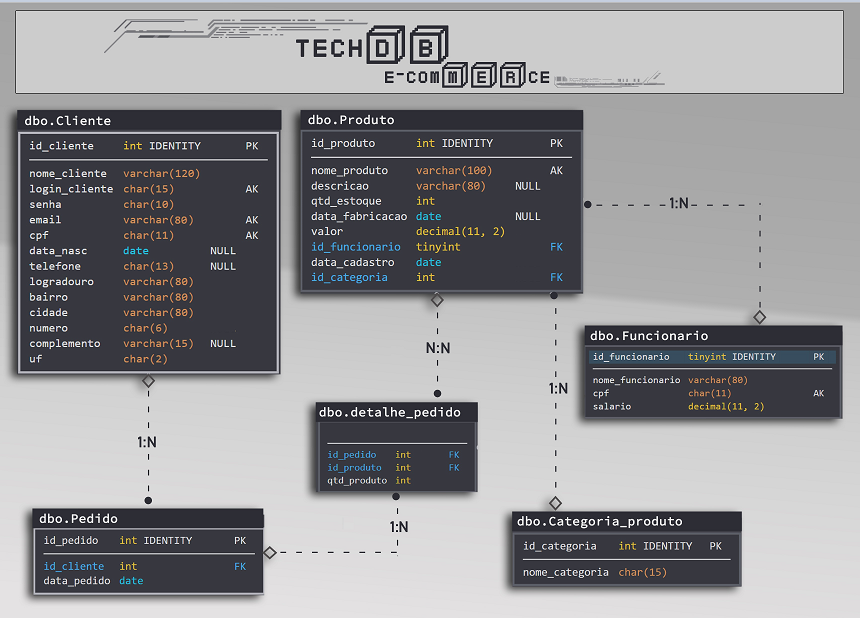 TECHDB
E-COMMERCE
dbo.Cliente
id_cliente int IDENTITY PK
nome_cliente varchar(120)
login_cliente char(15) AK
senha char(10)
email varchar(80) AK
cpf char(11) AK
data_nasc date NULL
telefone char(13) NULL
logradouro varchar(80)
bairro varchar(80)
cidade varchar(80)
numero char(6)
complemento varchar(15) NULL
uf char(2)
dbo.Produto
id_produto int IDENTITY PK
nome_produto varchar(100) AK
descricao varchar(80) NULL
qtd_estoque int
data_fabricacao date NULL
valor decimal(11, 2)
id_funcionario tinyint FK
data_cadastro date
id_categoria int FK
1:N
dbo.Funcionario
id_funcionario tinyint IDENTITY PK
nome_funcionario varchar(80)
cpf char(11) AK
salario decimal(11, 2)
N:N
1:N
1:N
dbo.detalhe_pedido
id_pedido int FK
id_produto int FK
qtd_produto int
1:N
dbo.Pedido
id_pedido int IDENTITY PK
id_cliente int FK
data_pedido date
dbo.Categoria_produto
id_categoria int IDENTITY PK
nome_categoria char(15)